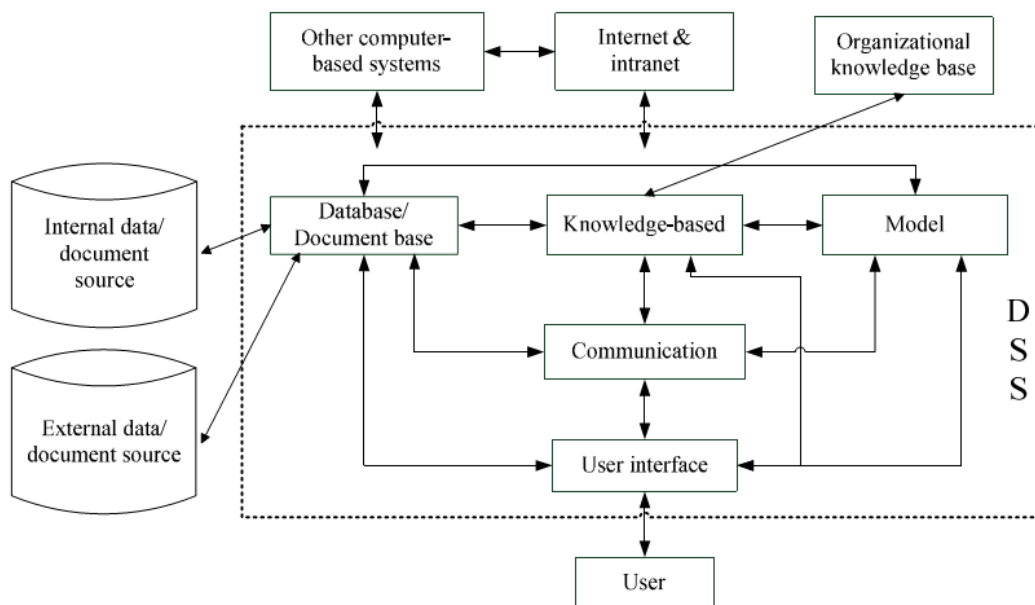 Other computer-
based systems
Internet &
intranet
Organizational
knowledge base
Internal data/
document
source
Database/
Document base
Knowledge-based
Model
D
S
S
Communication
External data/
document source
User interface
User